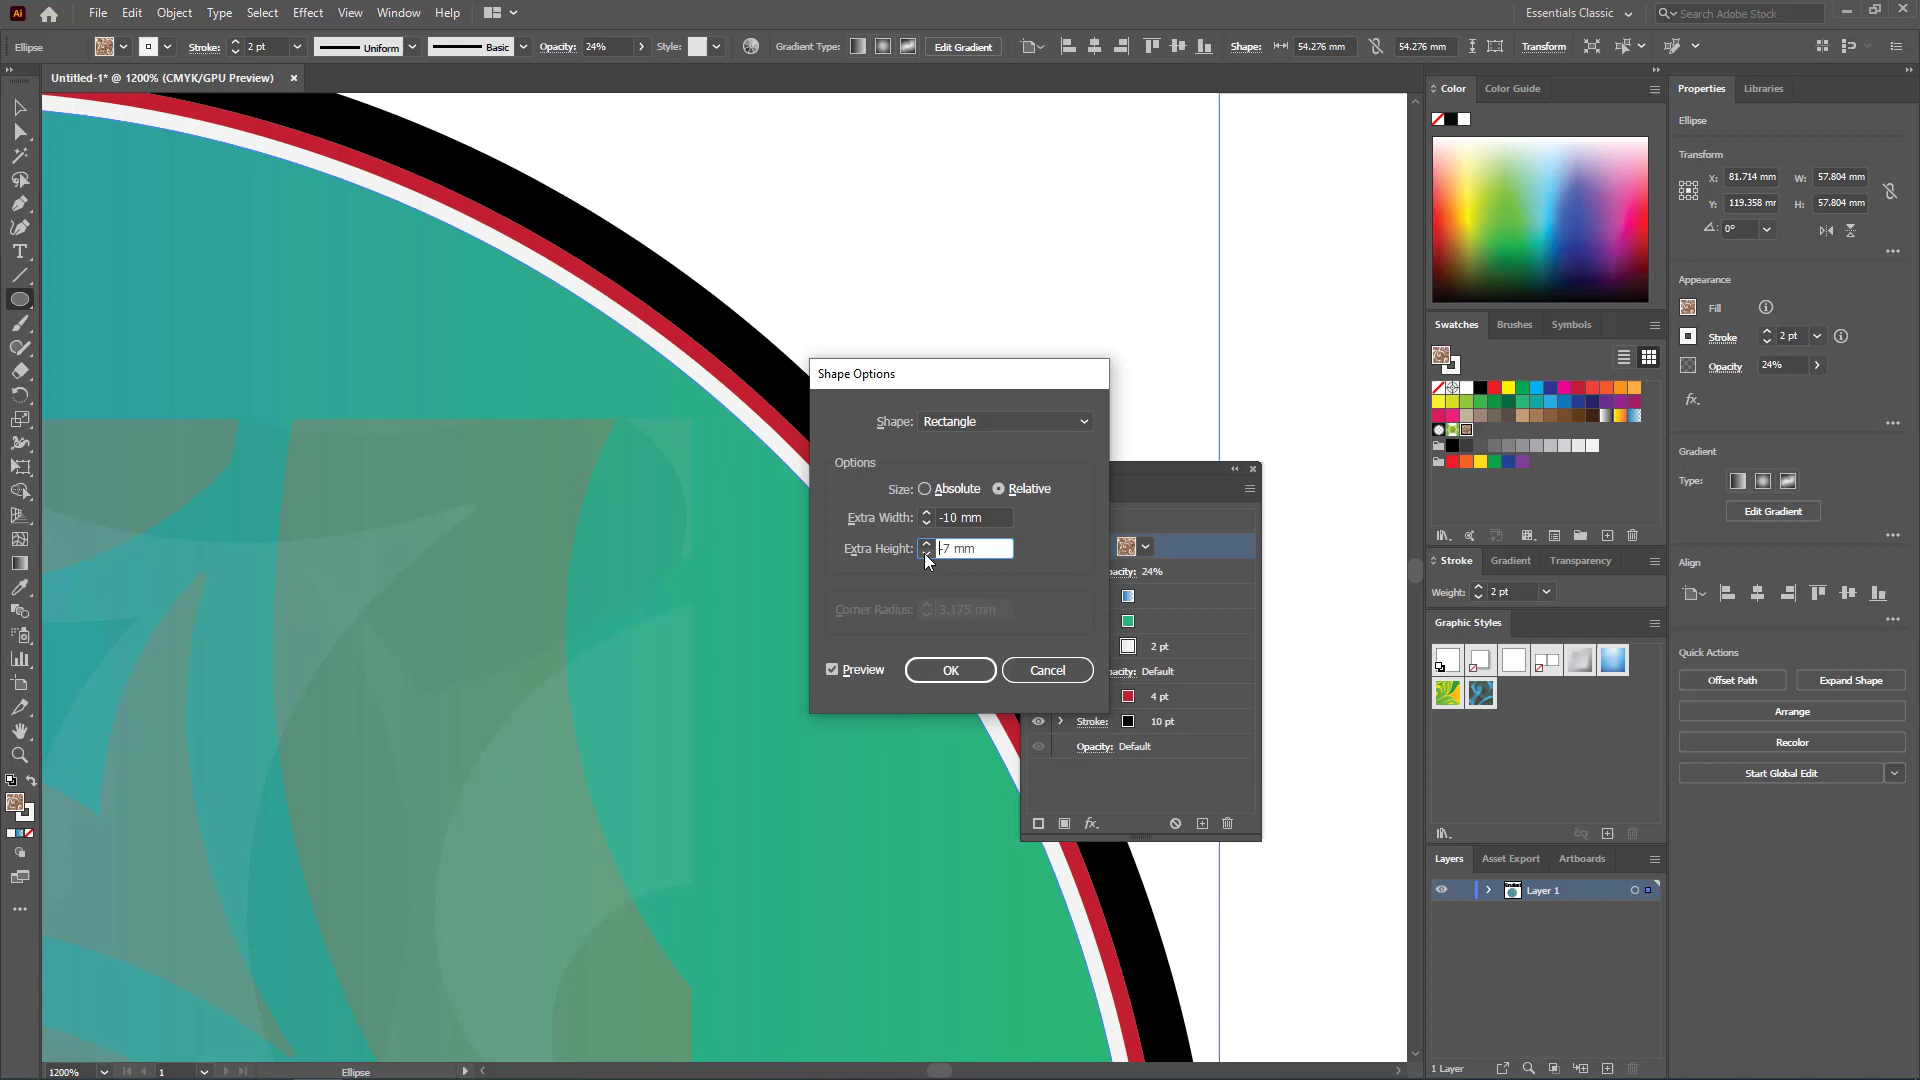 File Edit Object Type Select Effect View Window Help
Essentials Classic
Search Adobe Stock
Ellipse
Stroke: 2 pt
Uniform
Basic
Opacity: 24%
Style:
Gradient Type:
Edit Gradient
Shape: 54.276 mm 54.276 mm
Transform
Untitled-1* @ 1200% (CMYK/GPU Preview)
Shape Options
Shape: Rectangle
Options
Size: Absolute Relative
Extra Width: -10 mm
Extra Height: -7 mm
Corner Radius: 3.175 mm
Preview
OK
Cancel
pacity: 24%
2 pt
pacity: Default
4 pt
Stroke: 10 pt
Opacity: Default
Color Color Guide
Swatches Brushes Symbols
Stroke Gradient Transparency
Weight: 2 pt
Graphic Styles
Layers Asset Export Artboards
Layer 1
1 Layer
Properties Libraries
Ellipse
Transform
X: 81.714 mm W: 57.804 mm
Y: 119.358 mr H: 57.804 mm
0°
Appearance
Fill
Stroke 2 pt
Opacity 24%
fx.
Gradient
Type:
Edit Gradient
Align
Quick Actions
Offset Path Expand Shape
Arrange
Recolor
Start Global Edit
1200% 1 Ellipse